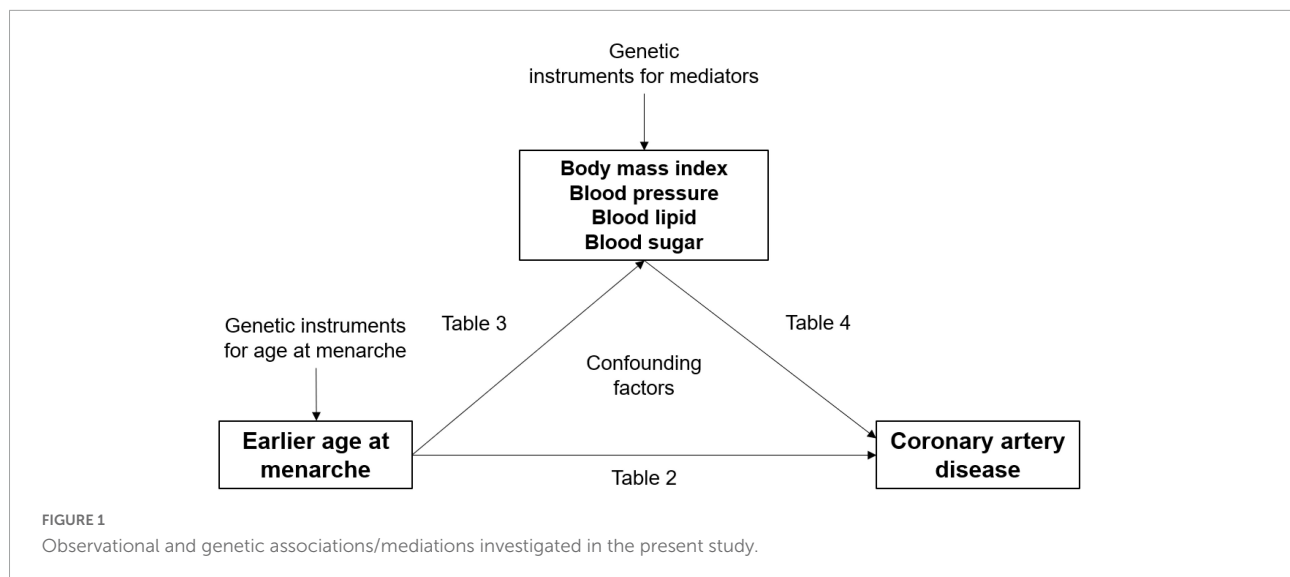 Genetic
instruments for mediators
Body mass index
Blood pressure
Blood lipid
Blood sugar
Table 3
Table 4
Genetic instruments
for age at menarche
Confounding
factors
Earlier age at
menarche
Coronary artery
disease
Table 2
FIGURE 1
Observational and genetic associations/mediations investigated in the present study.